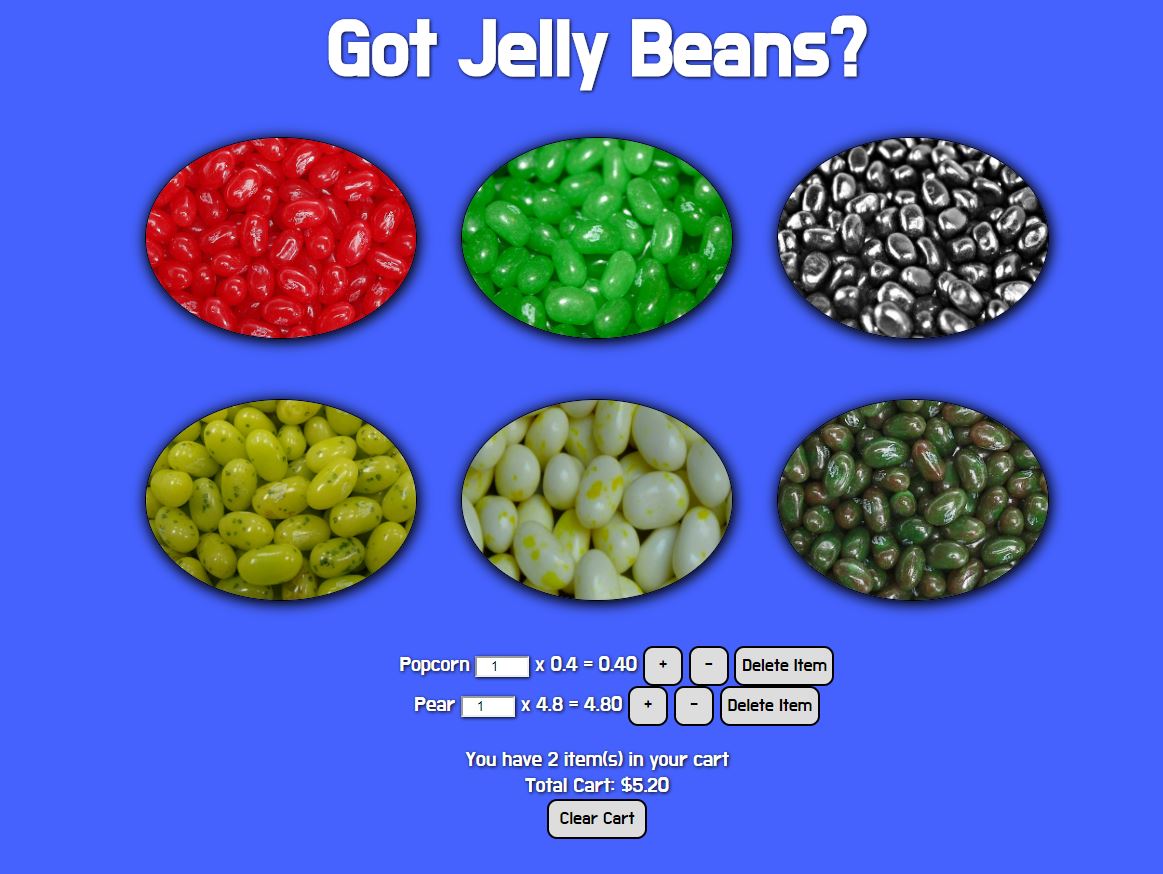 Got Jelly Beans?
Popcorn 1 x 0.4 = 0.40 + - Delete Item
Pear 1 x 4.8 = 4.80 + - Delete Item
You have 2 item(s) in your cart
Total Cart: $5.20
Clear Cart